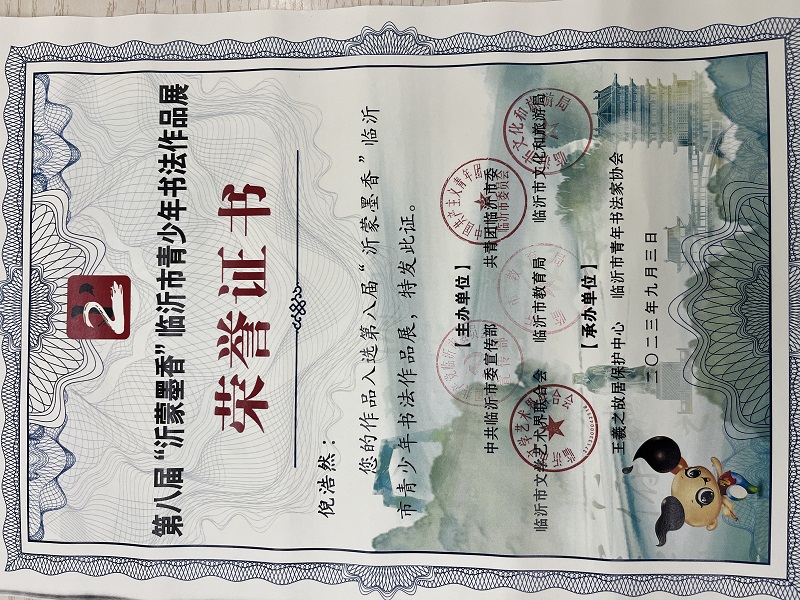 第八届“沂蒙墨香”临沂市青少年书法作品展
荣誉证书
倪浩然：
您的作品入选第八届“沂蒙墨香”临沂
市青少年书法作品展，特发此证。
【主办单位】
中共临沂市委宣传部 共青团临沂市委
临沂市文学艺术界联合会 临沂市教育局 临沂市文化和旅游局
【承办单位】
王羲之故居保护中心 临沂市青年书法家协会
二〇二三年九月三日